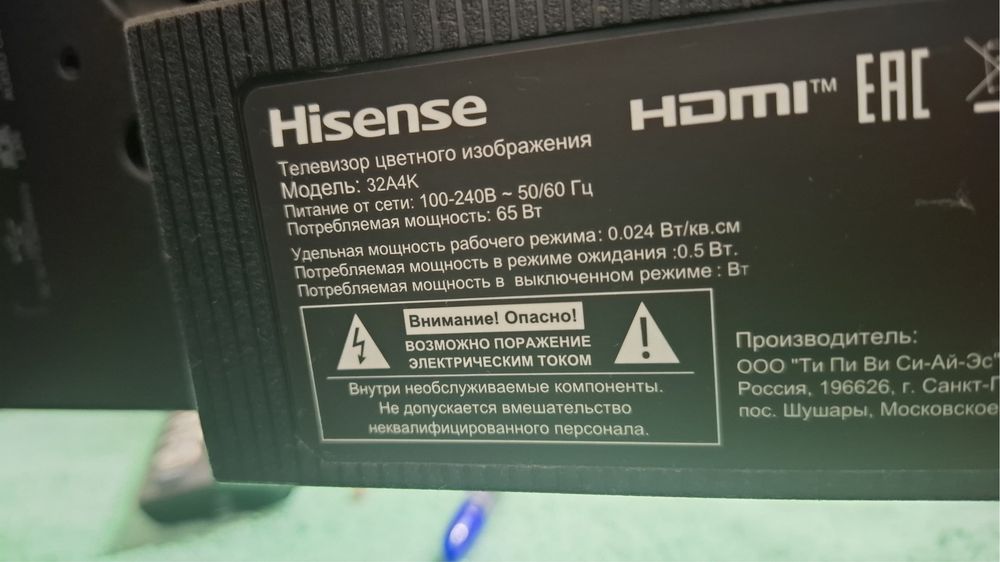 Hisense
HDMI™
EAC
Телевизор цветного изображения
Модель: 32A4K
Питание от сети: 100-240В ~ 50/60 Гц
Потребляемая мощность: 65 Вт
Удельная мощность рабочего режима: 0.024 Вт/кв.см
Потребляемая мощность в режиме ожидания :0.5 Вт.
Потребляемая мощность в выключенном режиме : Вт
Внимание! Опасно!
ВОЗМОЖНО ПОРАЖЕНИЕ
ЭЛЕКТРИЧЕСКИМ ТОКОМ
Внутри необслуживаемые компоненты.
Не допускается вмешательство
неквалифицированного персонала.
Производитель:
ООО "Ти Пи Ви Си-Ай-Эс"
Россия, 196626, г. Санкт-
пос. Шушары, Московское